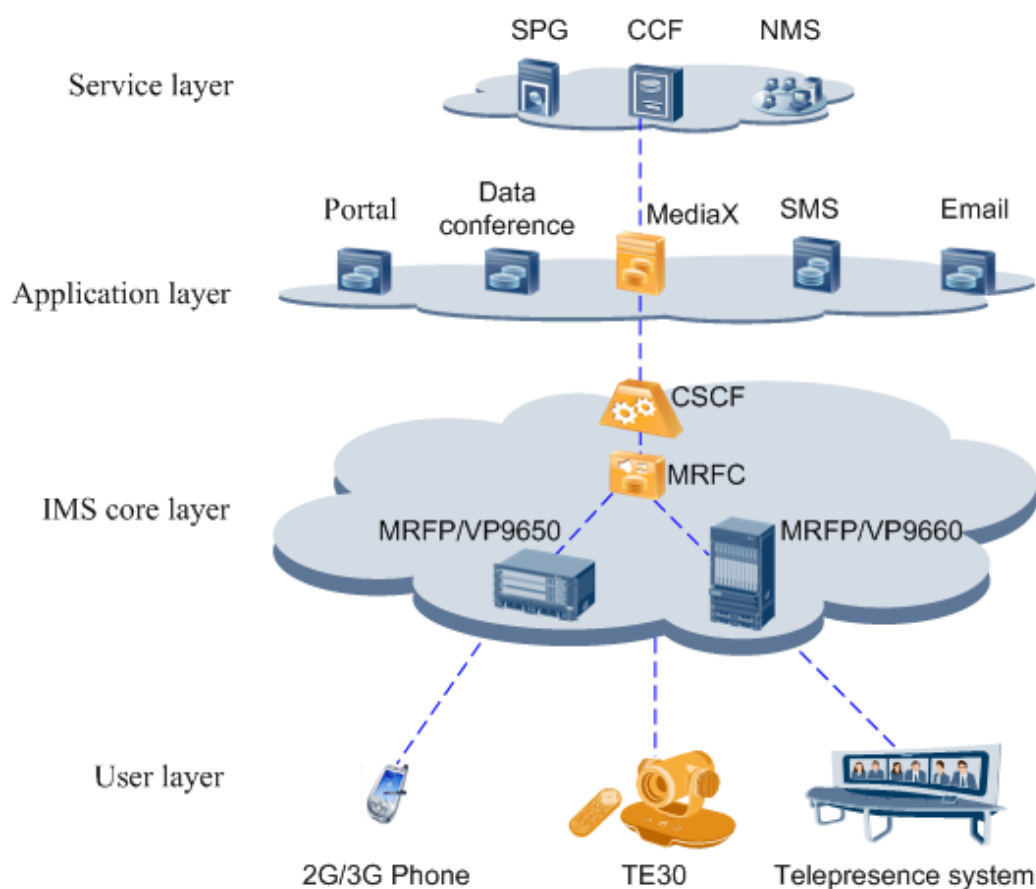 SPG
CCF
NMS
Service layer
Portal
Data
conference
MediaX
SMS
Email
Application layer
CSCF
MRFC
IMS core layer
MRFP/VP9650
MRFP/VP9660
User layer
2G/3G Phone
TE30
Telepresence system